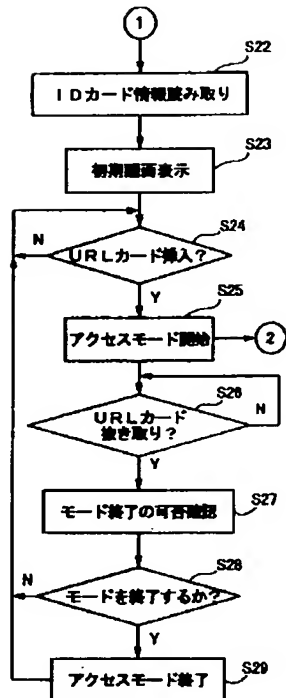 1
S22
IDカード情報読み取り
S23
初期画面表示
S24
N
URLカード挿入?
Y
S25
アクセスモード開始
2
S26
URLカード
抜き取り?
N
Y
S27
モード終了の可否確認
S28
N
モードを終了するか?
Y
S29
アクセスモード終了